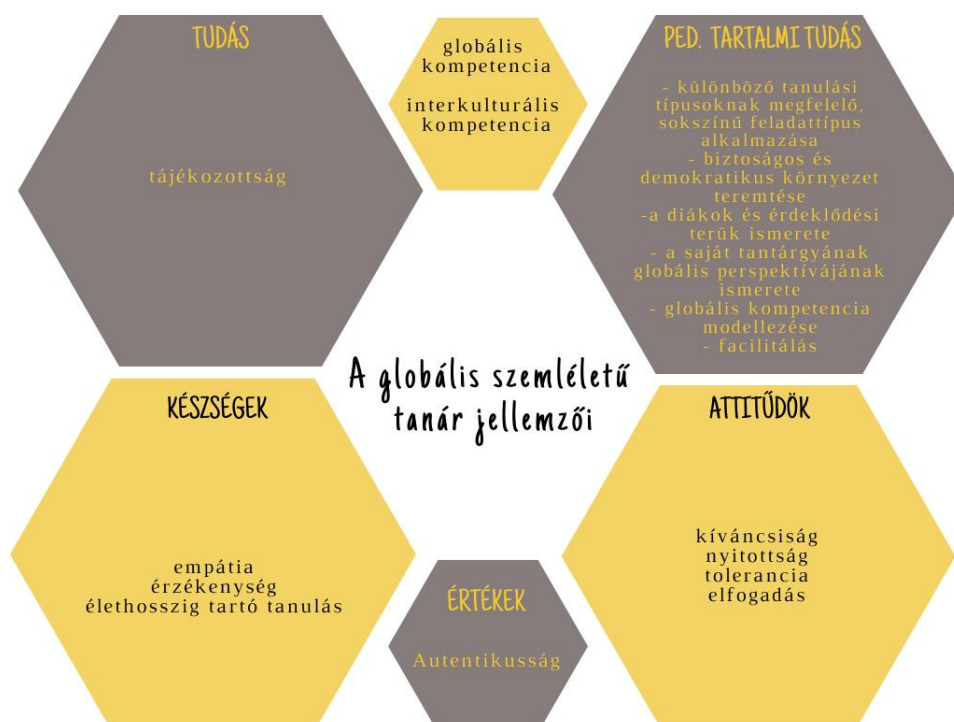 TUDÁS
tájékozottság
globális
kompetencia
interkulturális
kompetencia
PED. TARTALMI TUDÁS
- különböző tanulási
típusoknak megfelelő,
sokszínű feladattípus
alkalmazása
- biztoságos és
demokratikus környezet
teremtése
-a diákok és érdeklődési
terük ismerete
- a saját tantárgyának
globális perspektívájának
ismerete
- globális kompetencia
modellezése
- facilitálás
A globális szemléletű
tanár jellemzői
KÉSZSÉGEK
empátia
érzékenység
élethosszig tartó tanulás
ÉRTÉKEK
Autentikusság
ATTITŰDÖK
kíváncsiság
nyitottság
tolerancia
elfogadás